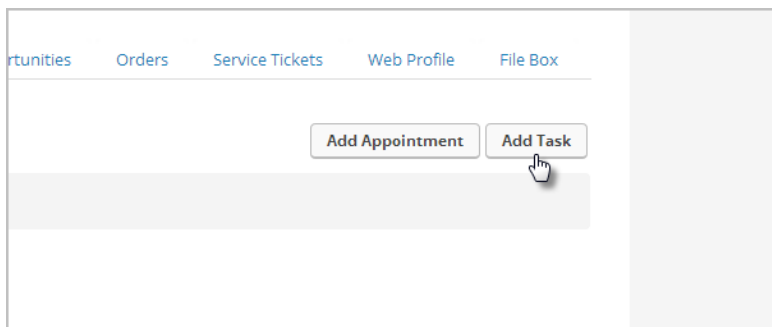 rtunities Orders Service Tickets Web Profile File Box
Add Appointment Add Task